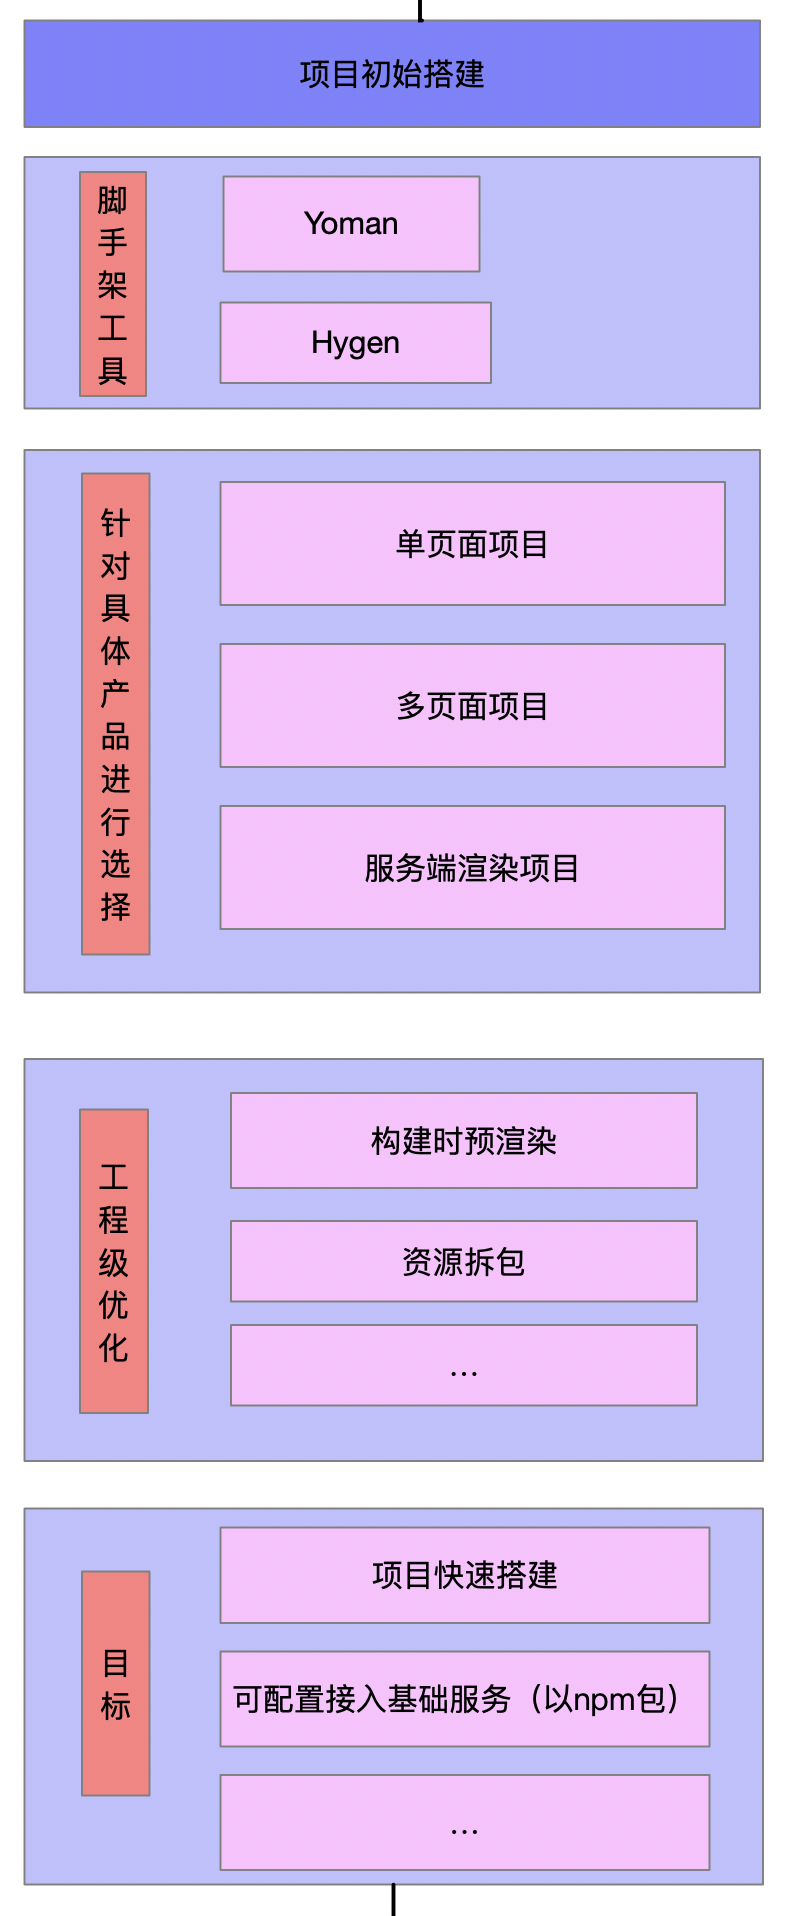 项目初始搭建
脚手架工具
Yoman
Hygen
针对具体产品进行选择
单页面项目
多页面项目
服务端渲染项目
工程级优化
构建时预渲染
资源拆包
...
目标
项目快速搭建
可配置接入基础服务（以npm包）
...